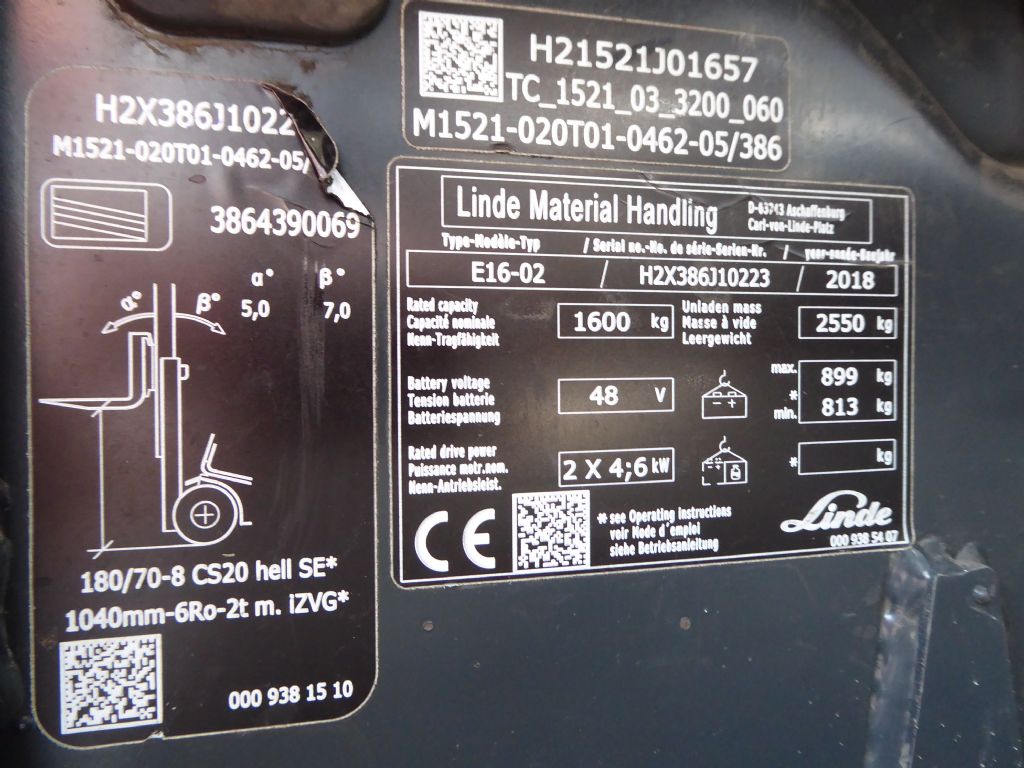 H2X386J1022
M1521-020T01-0462-05/
3864390069
α° β°
5,0 7,0
α° β°
180/70-8 CS20 hell SE*
1040mm-6Ro-2t m. iZVG*
000 938 15 10
H21521J01657
TC_1521_03_3200_060
M1521-020T01-0462-05/386
Linde Material Handling
D-63743 Aschaffenburg
Carl-von-Linde-Platz
Type-Modèle-Typ / Serial no.-No. de série-Serien-Nr. / year-année-Baujahr
E16-02 / H2X386J10223 / 2018
Rated capacity
Capacité nominale
Nenn-Tragfähigkeit
1600 kg
Unladen mass
Masse à vide
Leergewicht
2550 kg
Battery voltage
Tension batterie
Batteriespannung
48 V
- +
max. 899 kg
*
min. 813 kg
Rated drive power
Puissance motr.nom.
Nenn-Antriebsleist.
2 X 4;6 kW
* kg
CE
* see Operating Instructions
voir Mode d'emploi
siehe Betriebsanleitung
Linde
000 938 54 07